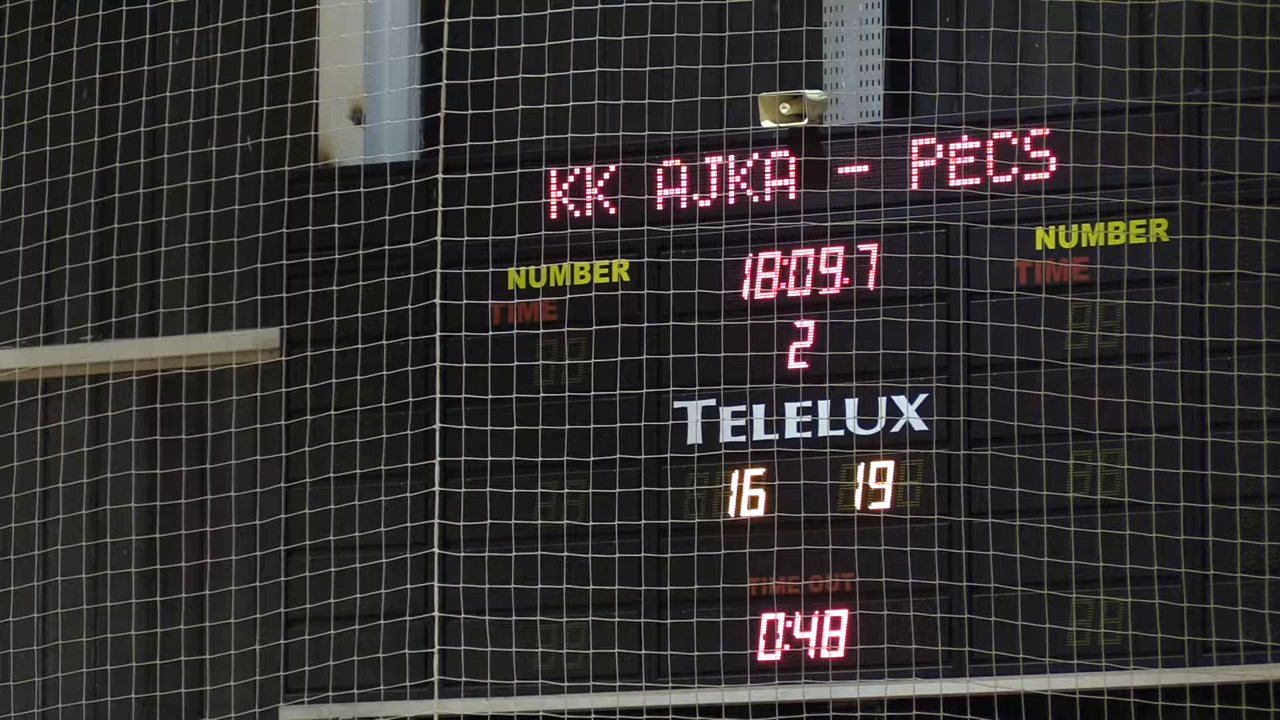 KK AJKA - PECS
NUMBER
TIME
18:09.7
NUMBER
TIME
2
TELELUX
16 19
TIME OUT
0:48